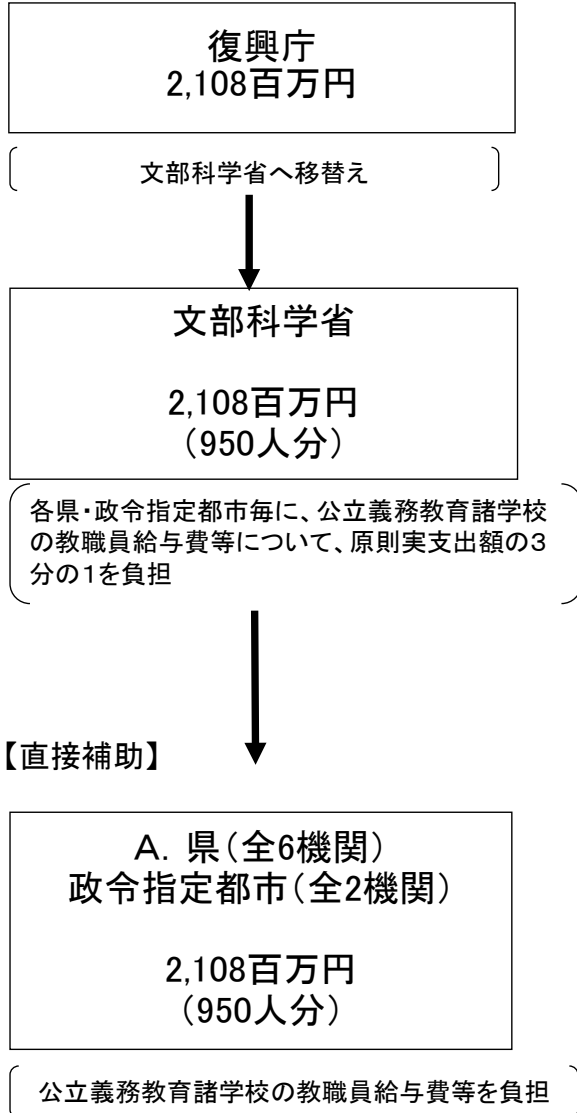 復興庁
2,108百万円
文部科学省へ移替え
文部科学省
2,108百万円
(950人分)
各県・政令指定都市毎に、公立義務教育諸学校
の教職員給与費等について、原則実支出額の3
分の1を負担
【直接補助】
A. 県(全6機関)
政令指定都市(全2機関)
2,108百万円
(950人分)
公立義務教育諸学校の教職員給与費等を負担